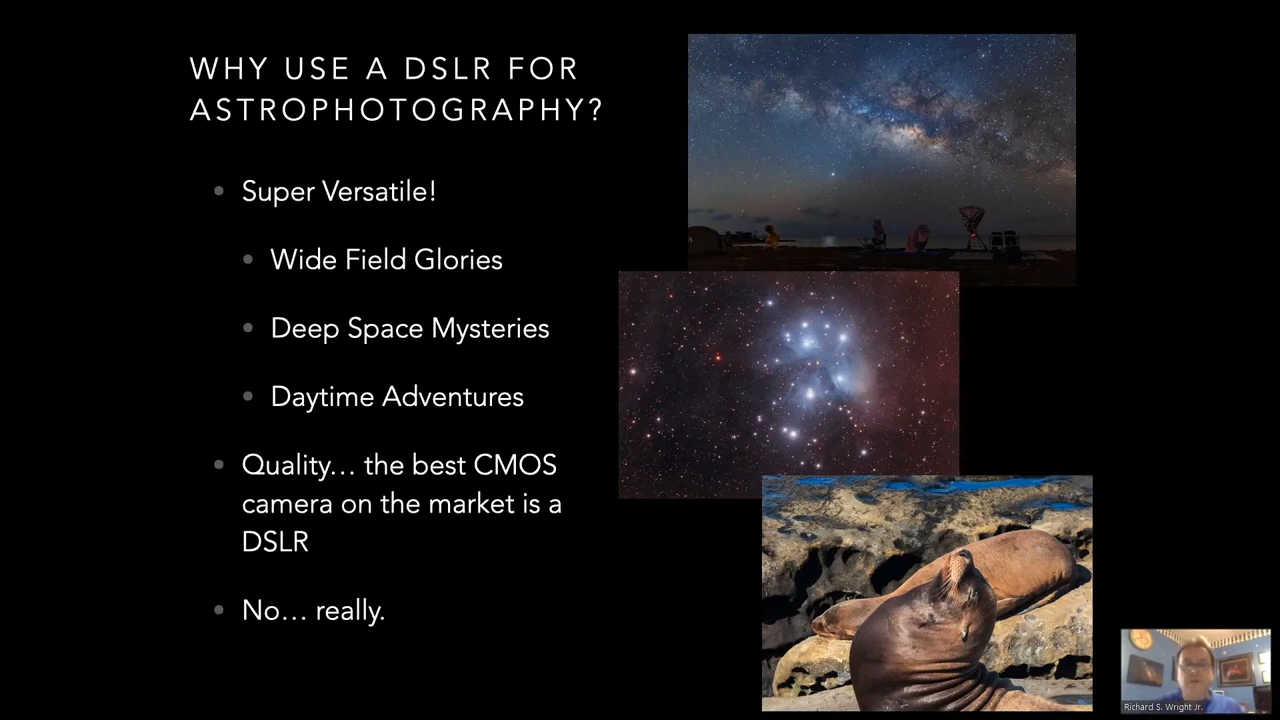 WHY USE A DSLR FOR
ASTROPHOTOGRAPHY?
Super Versatile!
Wide Field Glories
Deep Space Mysteries
Daytime Adventures
Quality… the best CMOS
camera on the market is a
DSLR
No… really.
Richard S. Wright Jr.